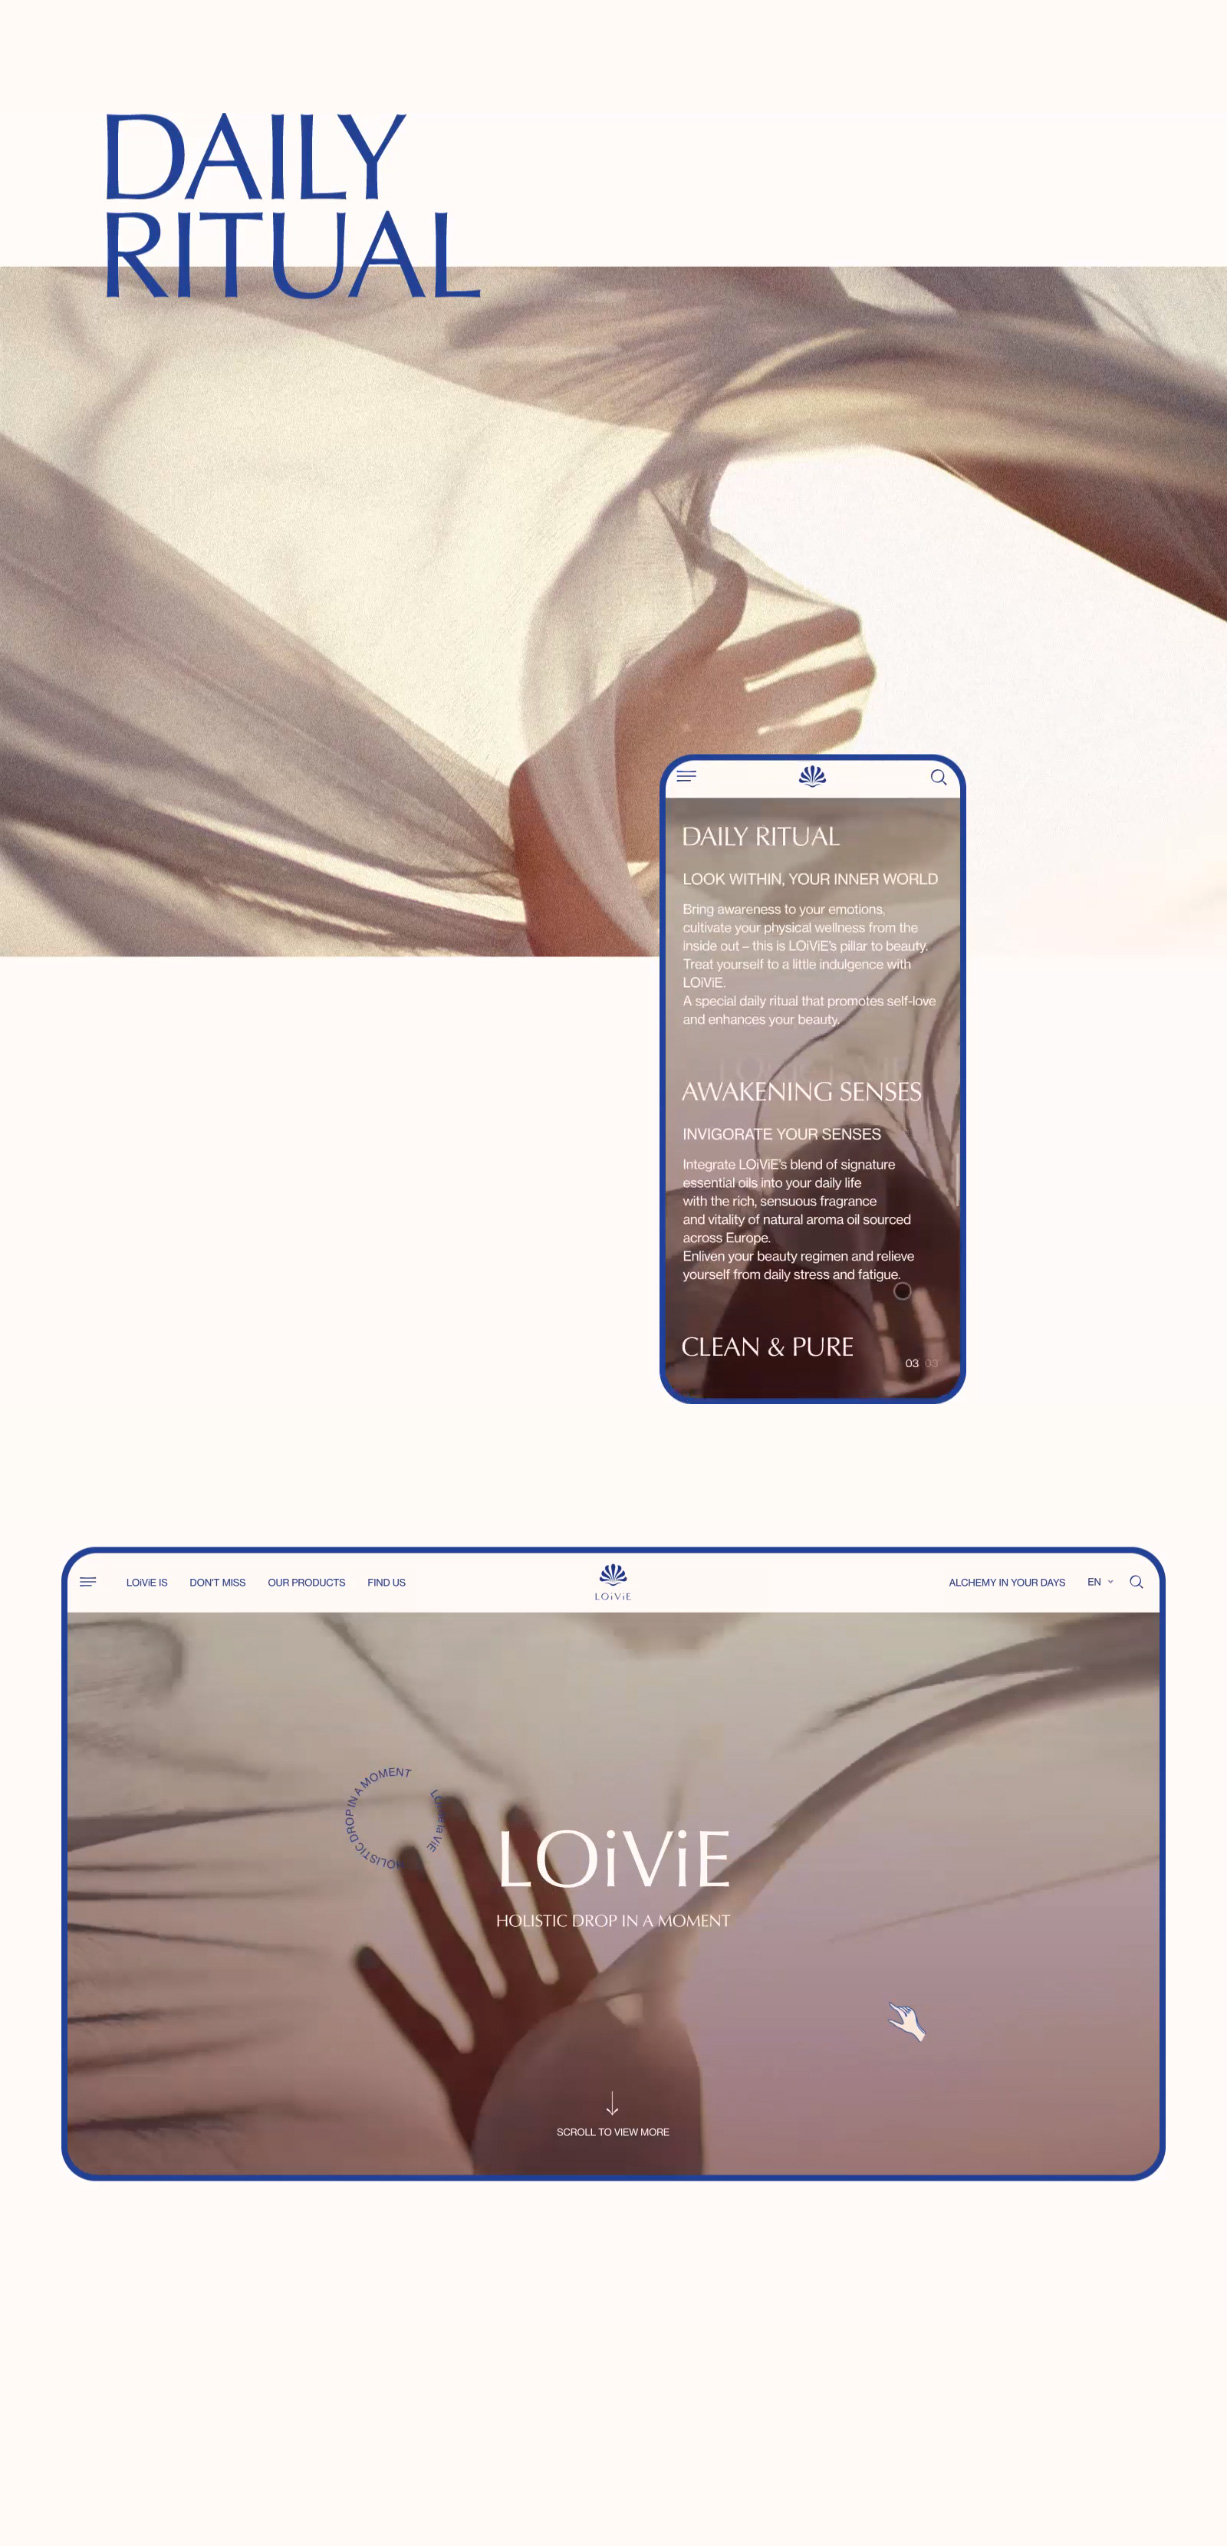 DAILY
RITUAL
DAILY RITUAL
LOOK WITHIN, YOUR INNER WORLD
Bring awareness to your emotions,
cultivate your physical wellness from the
inside out – this is LOiViE's pillar to beauty.
Treat yourself to a little indulgence with
LOiViE.
A special daily ritual that promotes self-love
and enhances your beauty.
AWAKENING SENSES
INVIGORATE YOUR SENSES
Integrate LOiViE's blend of signature
essential oils into your daily life
with the rich, sensuous fragrance
and vitality of natural aroma oil sourced
across Europe.
Enliven your beauty regimen and relieve
yourself from daily stress and fatigue.
CLEAN & PURE
03 03
LOiViE IS DON'T MISS OUR PRODUCTS FIND US
LOiViE
ALCHEMY IN YOUR DAYS EN
HOLISTIC DROP IN A MOMENT
la ViE
LOiViE
HOLISTIC DROP IN A MOMENT
SCROLL TO VIEW MORE